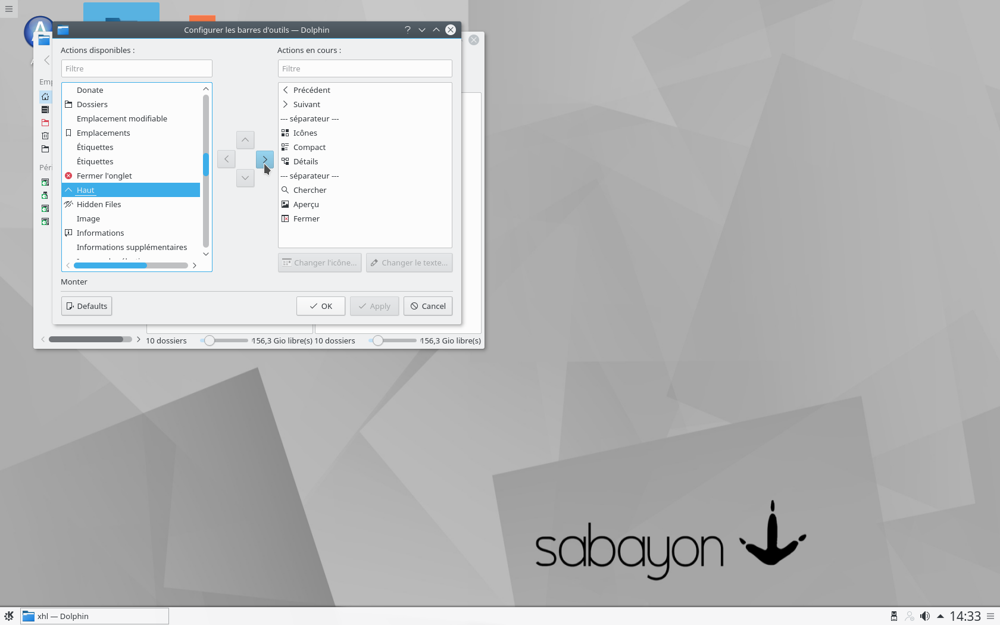 Configurer les barres d'outils — Dolphin
Actions disponibles :
Actions en cours :
Filtre
Filtre
Donate
Dossiers
Emplacement modifiable
Emplacements
Étiquettes
Étiquettes
Fermer l'onglet
Haut
Hidden Files
Image
Informations
Informations supplémentaires
Précédent
Suivant
--- séparateur ---
Icônes
Compact
Détails
--- séparateur ---
Chercher
Aperçu
Fermer
Changer l'icône...
Changer le texte...
Monter
Defaults
OK
Apply
Cancel
Emp
Péri
10 dossiers
156,3 Gio libre(s)
10 dossiers
156,3 Gio libre(s)
sabayon
xhl — Dolphin
14:33